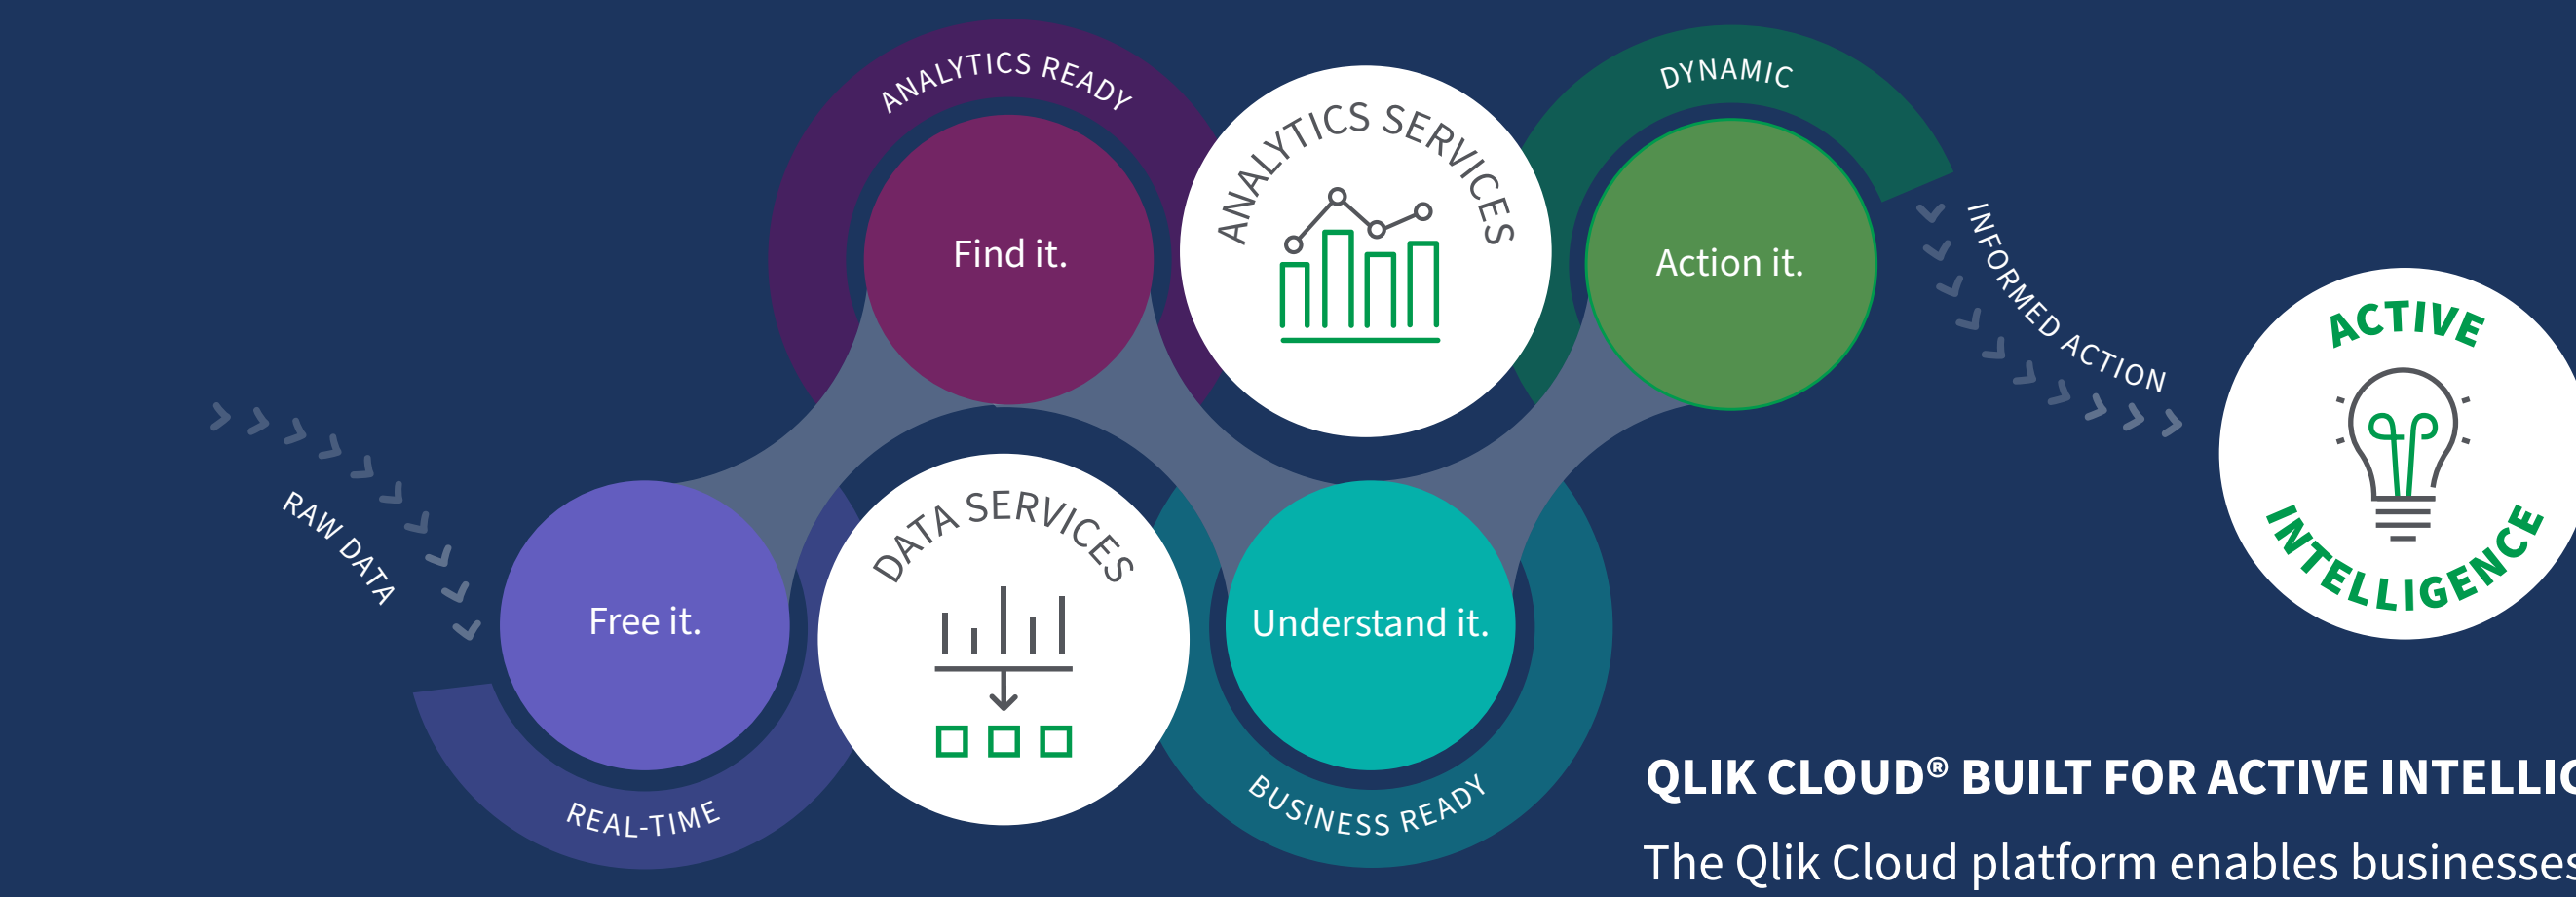 RAW DATA
Free it.
REAL-TIME
ANALYTICS READY
Find it.
DATA SERVICES
ANALYTICS SERVICES
Understand it.
BUSINESS READY
DYNAMIC
Action it.
INFORMED ACTION
ACTIVE
INTELLIGENCE
QLIK CLOUD® BUILT FOR ACTIVE
The Qlik Cloud platform enables businesses